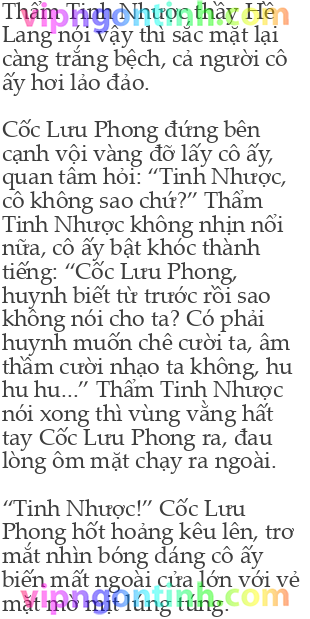 Thẩm Tinh Nhược thấy Hề
Lang nói vậy thì sắc mặt lại
càng trắng bệch, cả người cô
ấy hơi lảo đảo.
Cốc Lưu Phong đứng bên
cạnh vội vàng đỡ lấy cô ấy,
quan tâm hỏi: “Tinh Nhược,
cô không sao chứ?” Thẩm
Tinh Nhược không nhịn nổi
nữa, cô ấy bật khóc thành
tiếng: “Cốc Lưu Phong,
huynh biết từ trước rồi sao
không nói cho ta? Có phải
huynh muốn chê cười ta, âm
thầm cười nhạo ta không, hu
hu hu...” Thẩm Tinh Nhược
nói xong thì vùng vằng hất
tay Cốc Lưu Phong ra, đau
lòng ôm mặt chạy ra ngoài.
“Tinh Nhược!” Cốc Lưu
Phong hốt hoảng kêu lên, trơ
mắt nhìn bóng dáng cô ấy
biến mất ngoài cửa lớn với vẻ
mặt mờ mịt lúng túng.
vipngontinh.com
vipngontinh.com